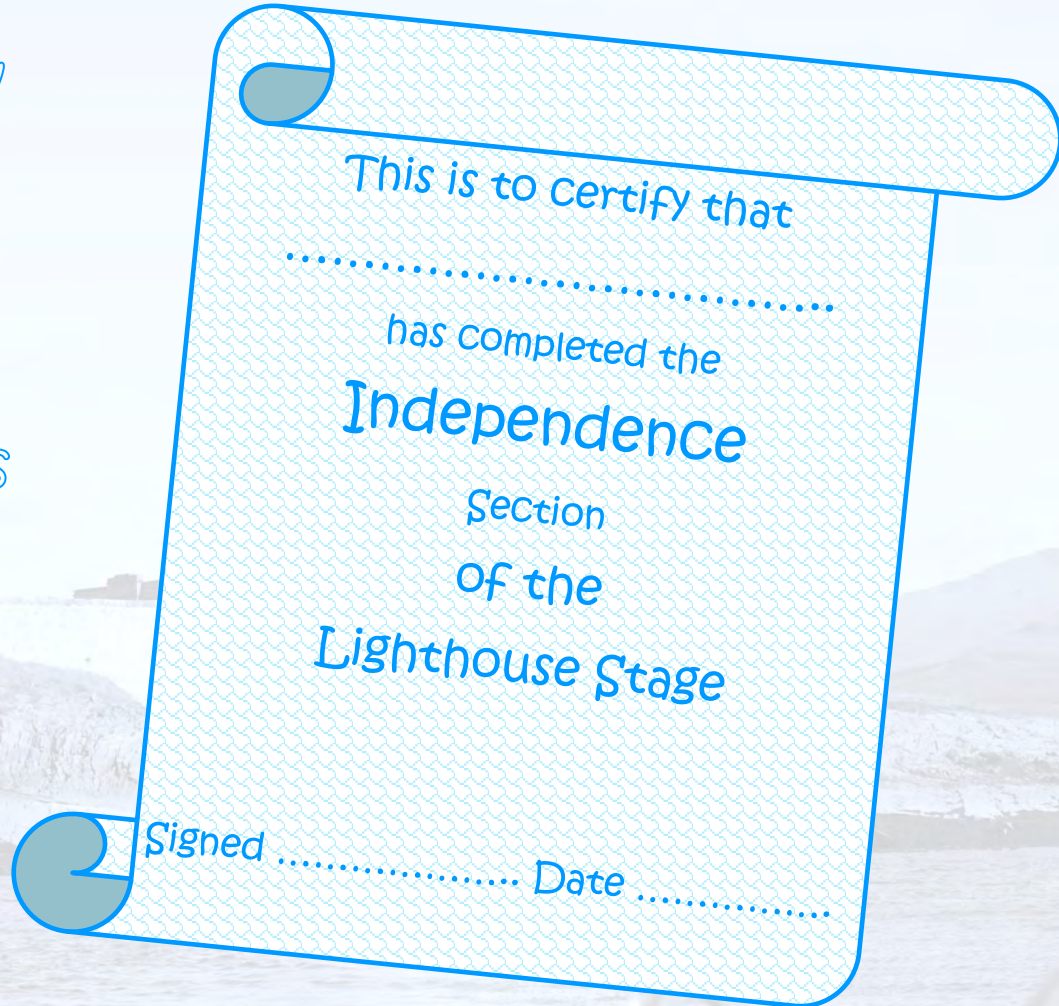 This is to certify that
...................................
has completed the
Independence
Section
of the
Lighthouse Stage
Signed .................... Date ................